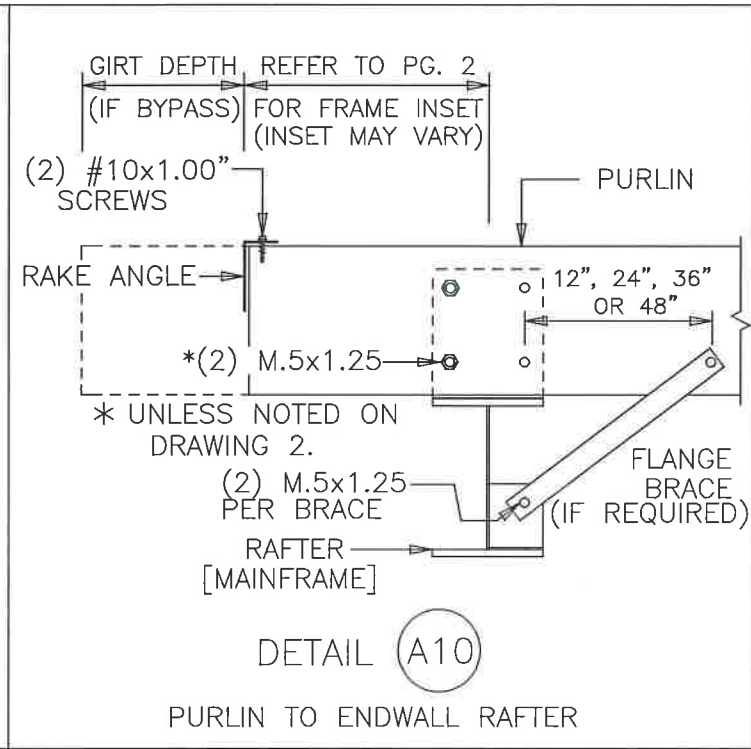 GIRT DEPTH
(IF BYPASS)
REFER TO PG. 2
FOR FRAME INSET
(INSET MAY VARY)
(2) #10x1.00"
SCREWS
PURLIN
RAKE ANGLE
12", 24", 36"
OR 48"
*(2) M.5x1.25
* UNLESS NOTED ON
DRAWING 2.
(2) M.5x1.25
PER BRACE
FLANGE
BRACE
(IF REQUIRED)
RAFTER
[MAINFRAME]
DETAIL A10
PURLIN TO ENDWALL RAFTER